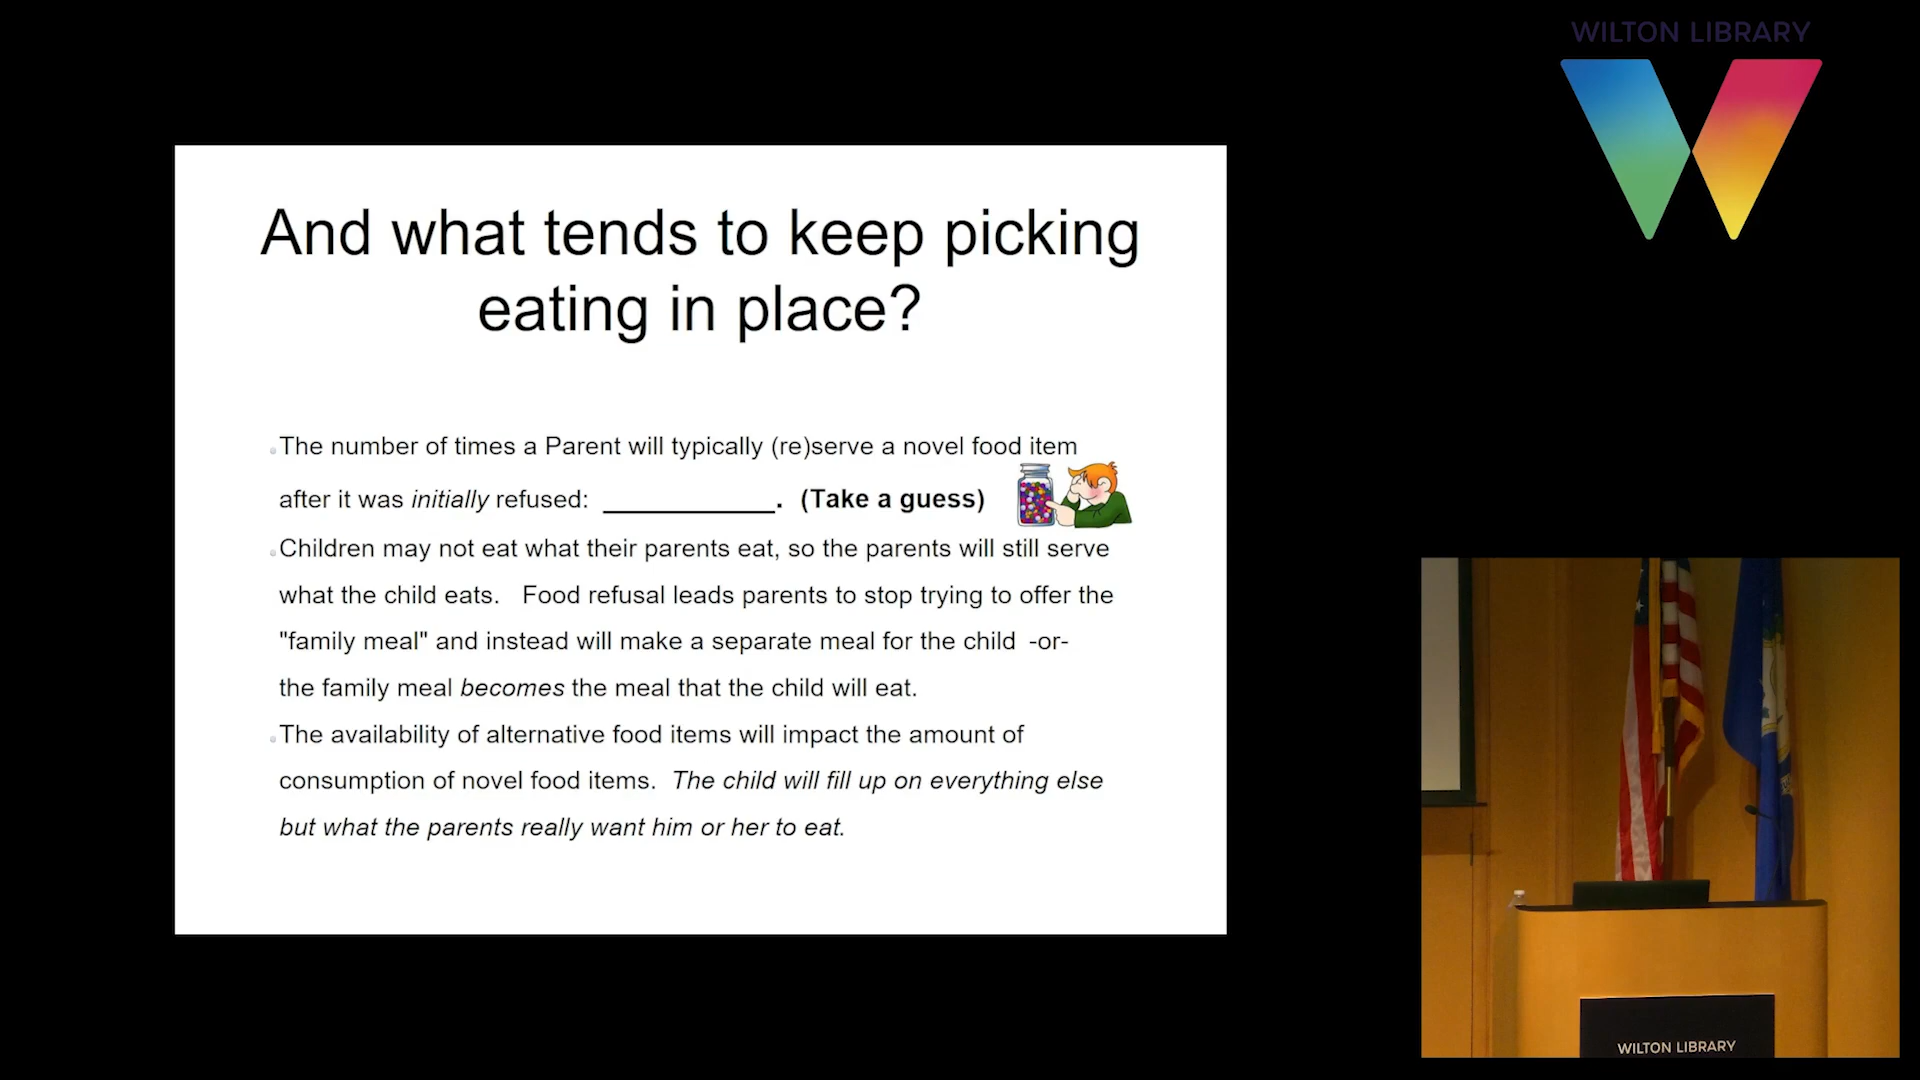 WILTON LIBRARY
And what tends to keep picking
eating in place?
The number of times a Parent will typically (re)serve a novel food item
after it was initially refused: ____________. (Take a guess)
Children may not eat what their parents eat, so the parents will still serve
what the child eats. Food refusal leads parents to stop trying to offer the
"family meal" and instead will make a separate meal for the child -or-
the family meal becomes the meal that the child will eat.
The availability of alternative food items will impact the amount of
consumption of novel food items. The child will fill up on everything else
but what the parents really want him or her to eat.
WILTON LIBRARY